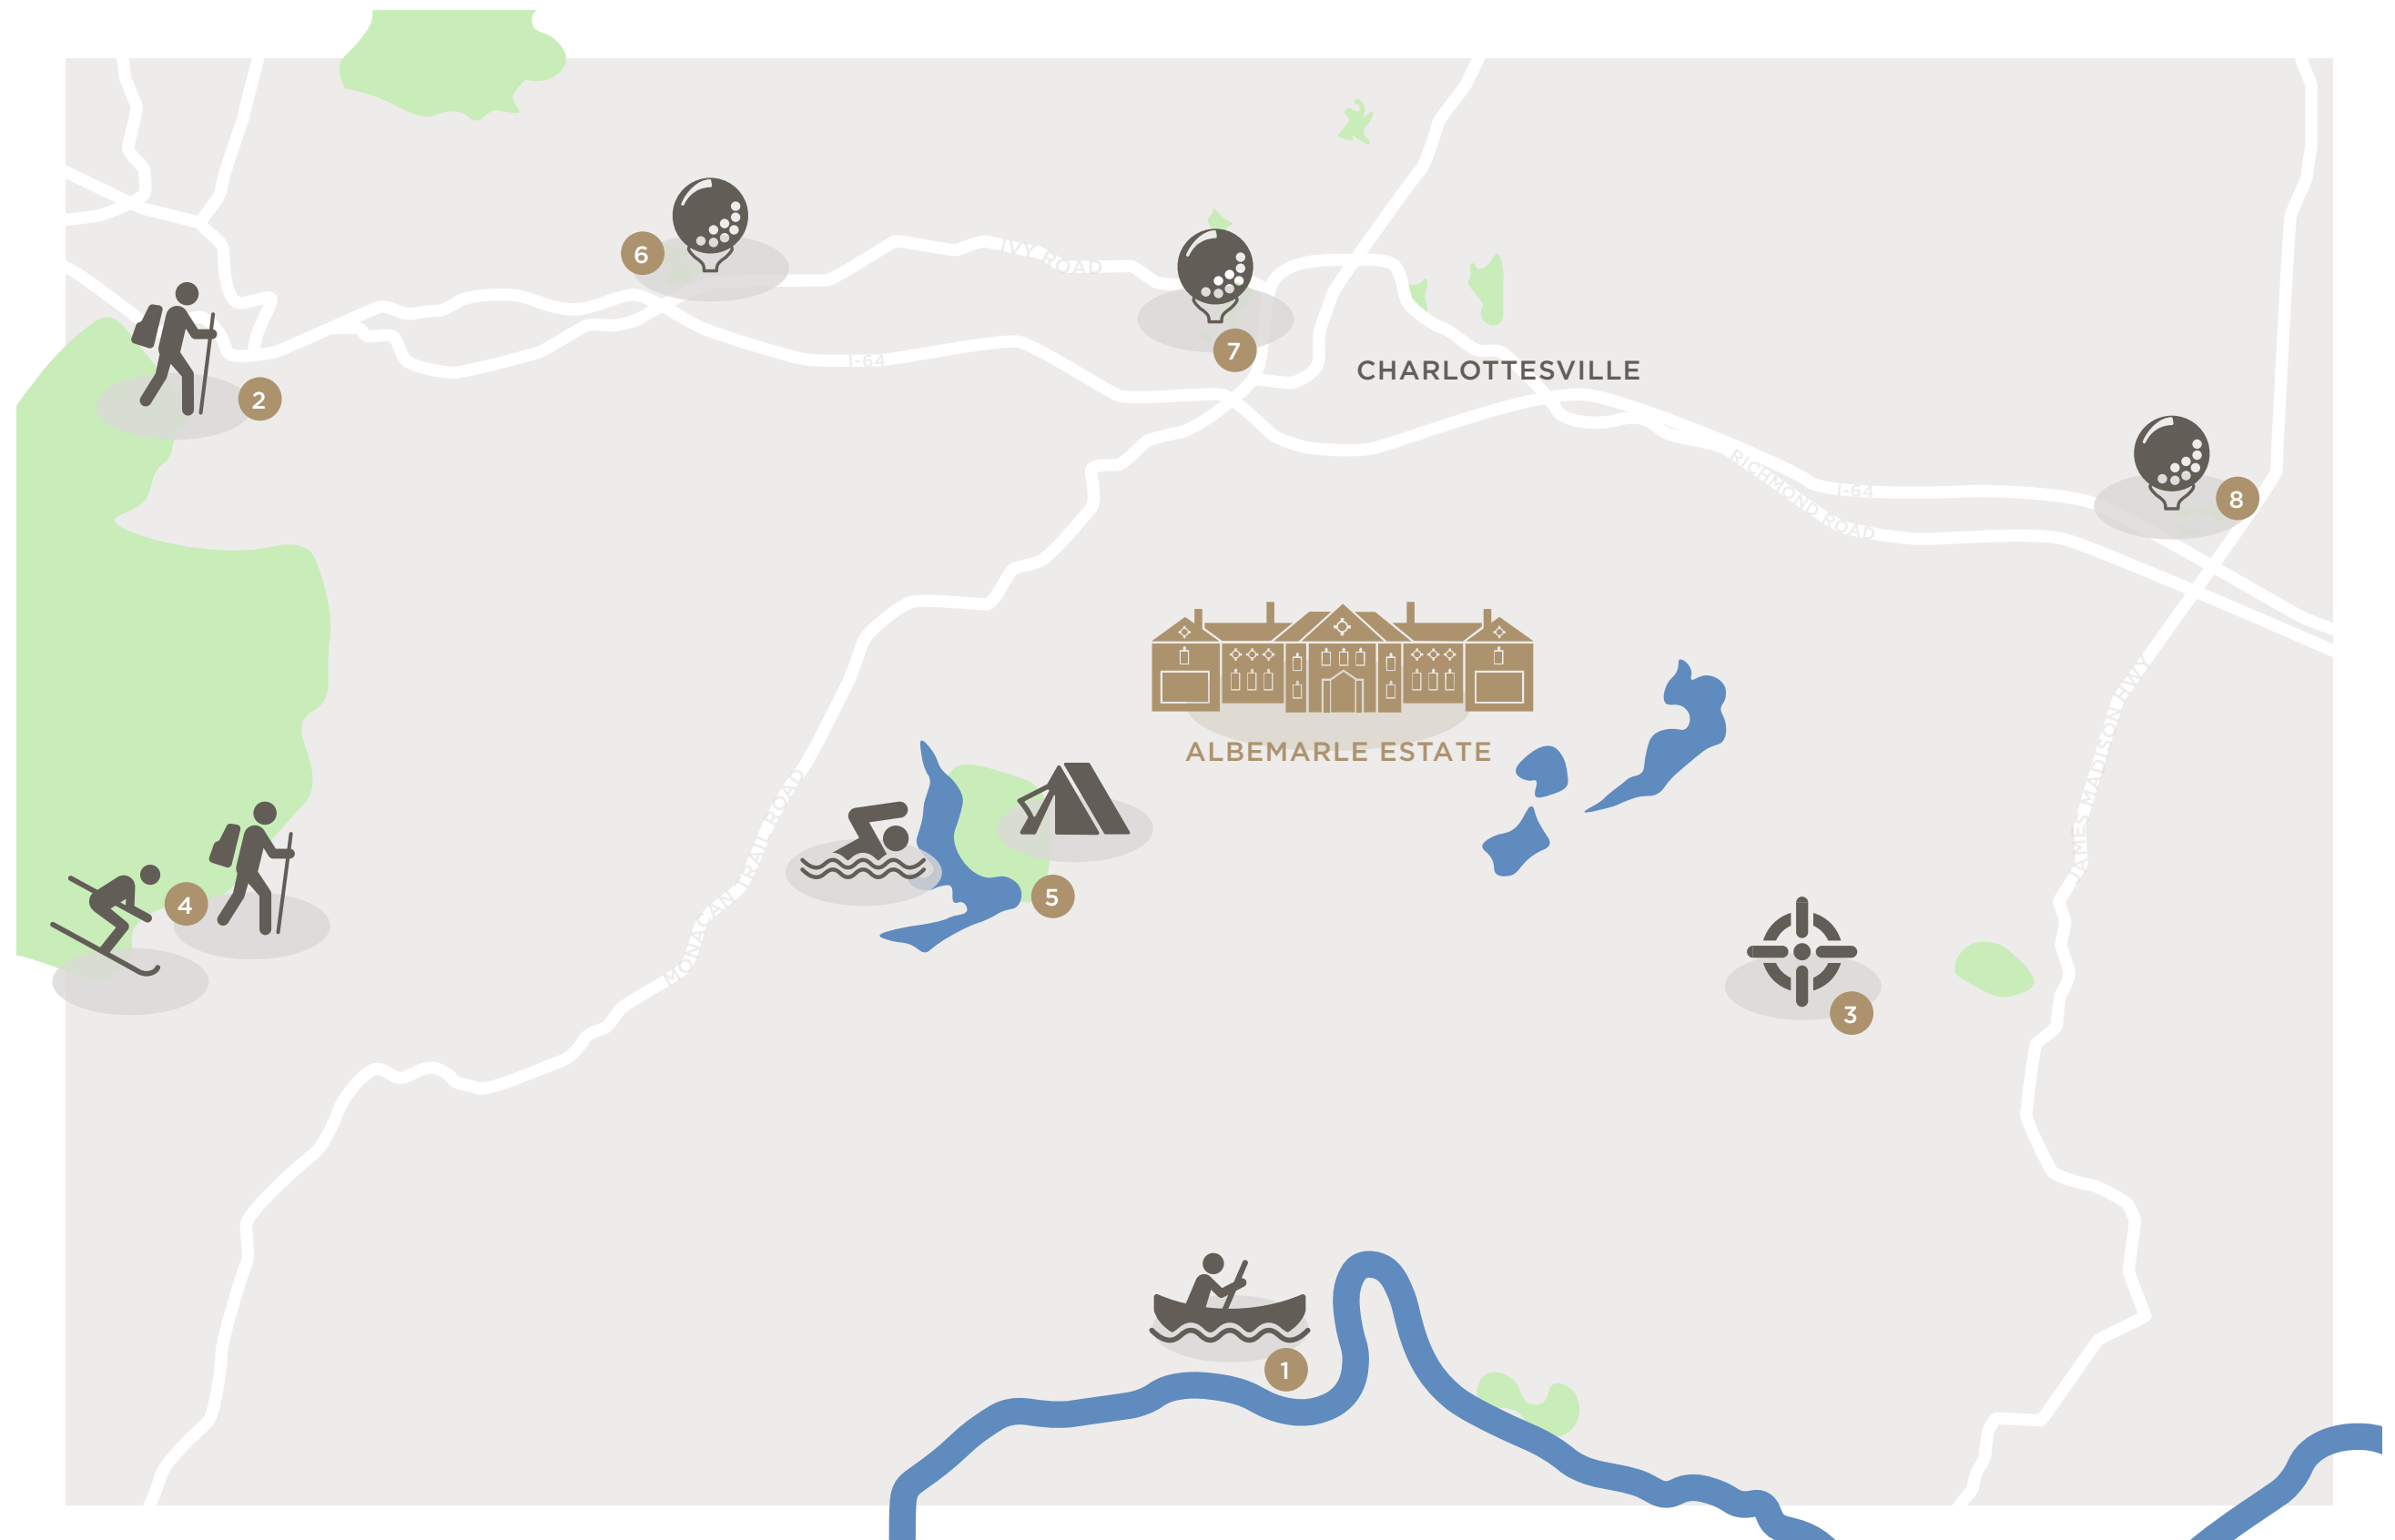 6
IVY ROAD
7
I-64
CHARLOTTESVILLE
2
RICHMOND ROAD
I-64
8
ALBEMARLE ESTATE
JAMES MADISON HWY
MONACAN TRAIL ROAD
5
4
3
1